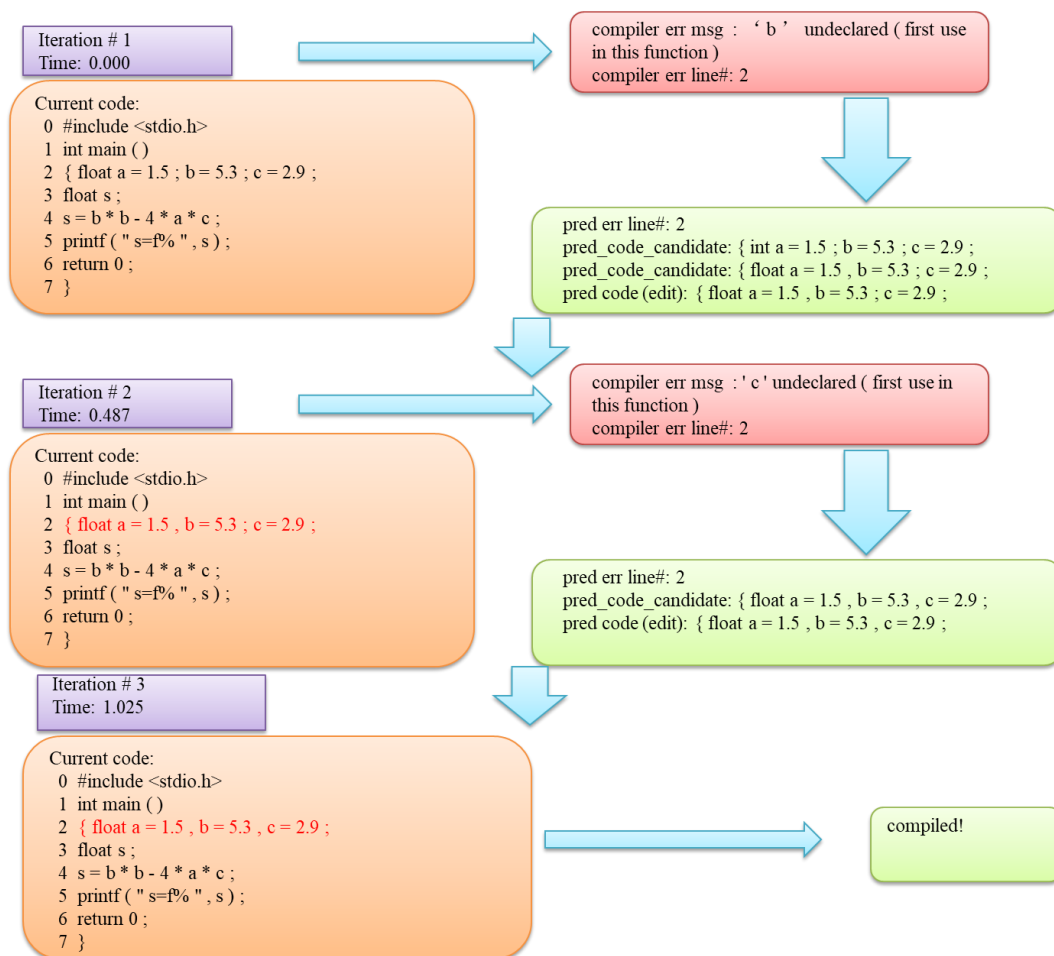 Iteration # 1
Time: 0.000
compiler err msg : ‘ b ’ undeclared ( first use
in this function )
compiler err line#: 2
Current code:
0 #include <stdio.h>
1 int main ( )
2 { float a = 1.5 ; b = 5.3 ; c = 2.9 ;
3 float s ;
4 s = b * b - 4 * a * c ;
5 printf ( " s=f% " , s ) ;
6 return 0 ;
7 }
pred err line#: 2
pred_code_candidate: { int a = 1.5 ; b = 5.3 ; c = 2.9 ;
pred_code_candidate: { float a = 1.5 , b = 5.3 ; c = 2.9 ;
pred code (edit): { float a = 1.5 , b = 5.3 ; c = 2.9 ;
Iteration # 2
Time: 0.487
compiler err msg : ' c ' undeclared ( first use in
this function )
compiler err line#: 2
Current code:
0 #include <stdio.h>
1 int main ( )
2 { float a = 1.5 , b = 5.3 ; c = 2.9 ;
3 float s ;
4 s = b * b - 4 * a * c ;
5 printf ( " s=f% " , s ) ;
6 return 0 ;
7 }
pred err line#: 2
pred_code_candidate: { float a = 1.5 , b = 5.3 , c = 2.9 ;
pred code (edit): { float a = 1.5 , b = 5.3 , c = 2.9 ;
Iteration # 3
Time: 1.025
Current code:
0 #include <stdio.h>
1 int main ( )
2 { float a = 1.5 , b = 5.3 , c = 2.9 ;
3 float s ;
4 s = b * b - 4 * a * c ;
5 printf ( " s=f% " , s ) ;
6 return 0 ;
7 }
compiled!